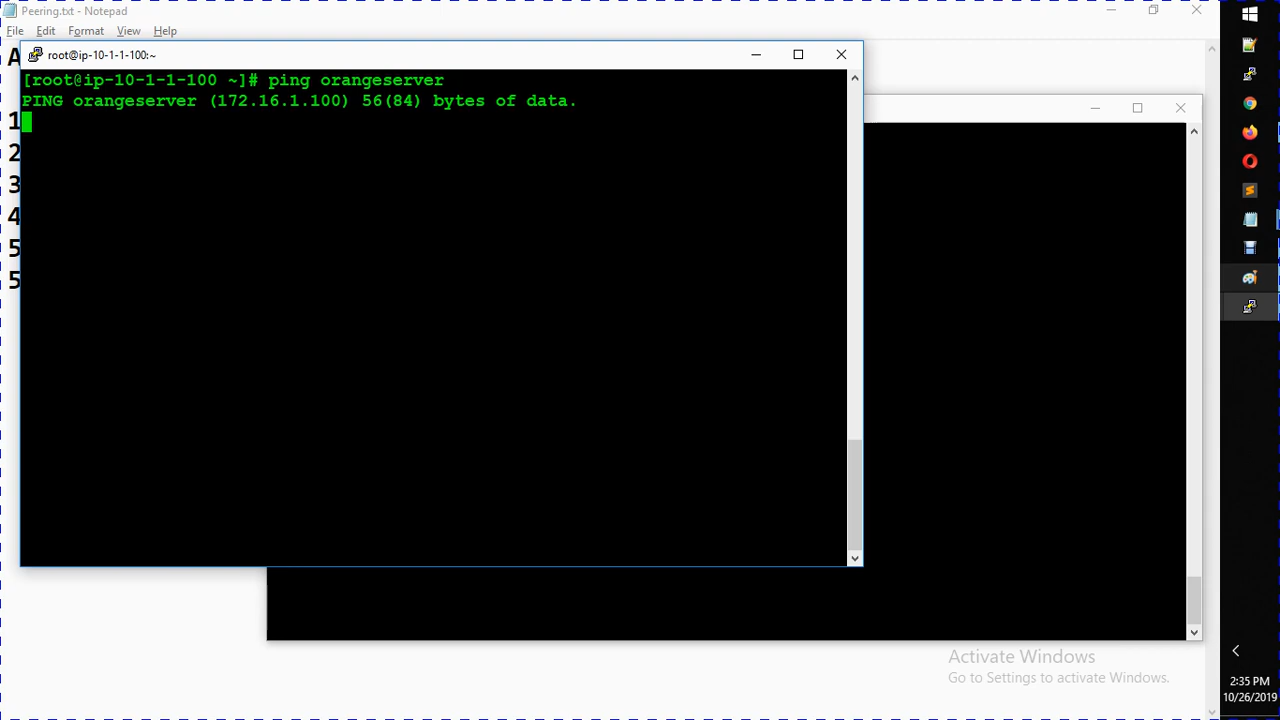 Peering.txt - Notepad
File Edit Format View Help
A
1
2
3
4
5
5
root@ip-10-1-1-100:~
[root@ip-10-1-1-100 ~]# ping orangeserver
PING orangeserver (172.16.1.100) 56(84) bytes of data.
Activate Windows
Go to Settings to activate Windows.
2:35 PM
10/26/2019